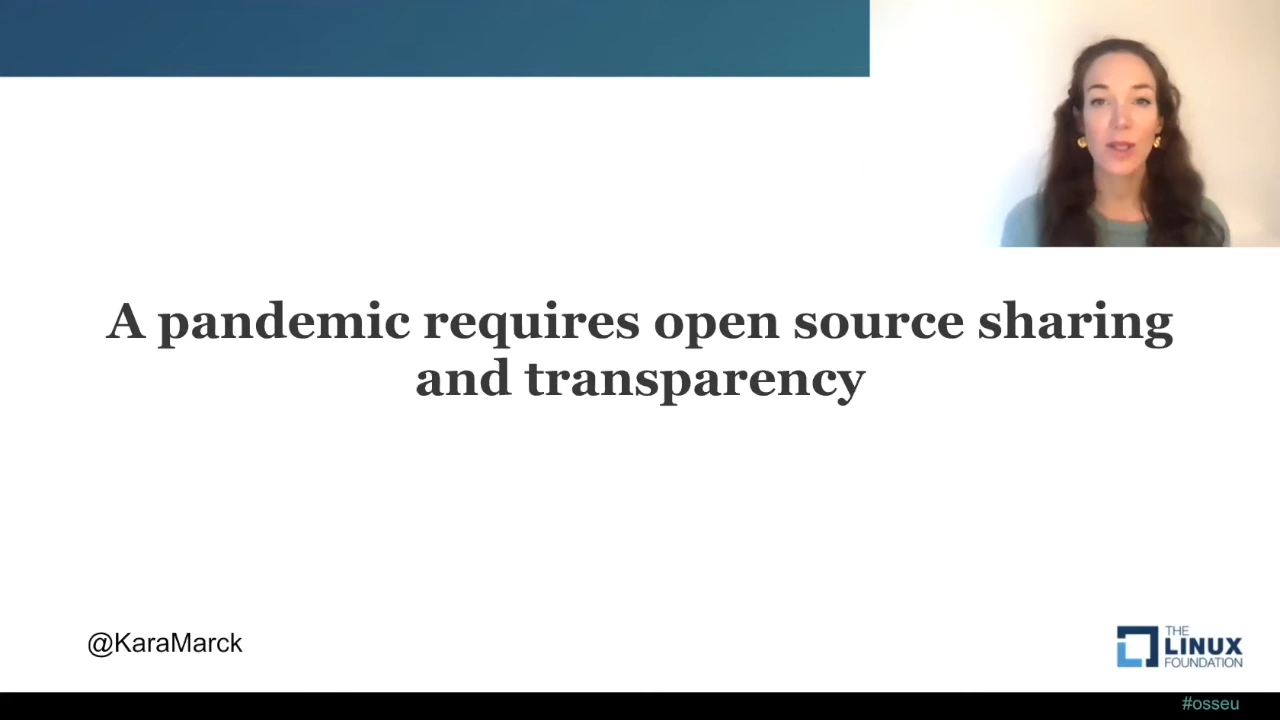 A pandemic requires open source sharing
and transparency
@KaraMarck
THE
LINUX
FOUNDATION
#osseu